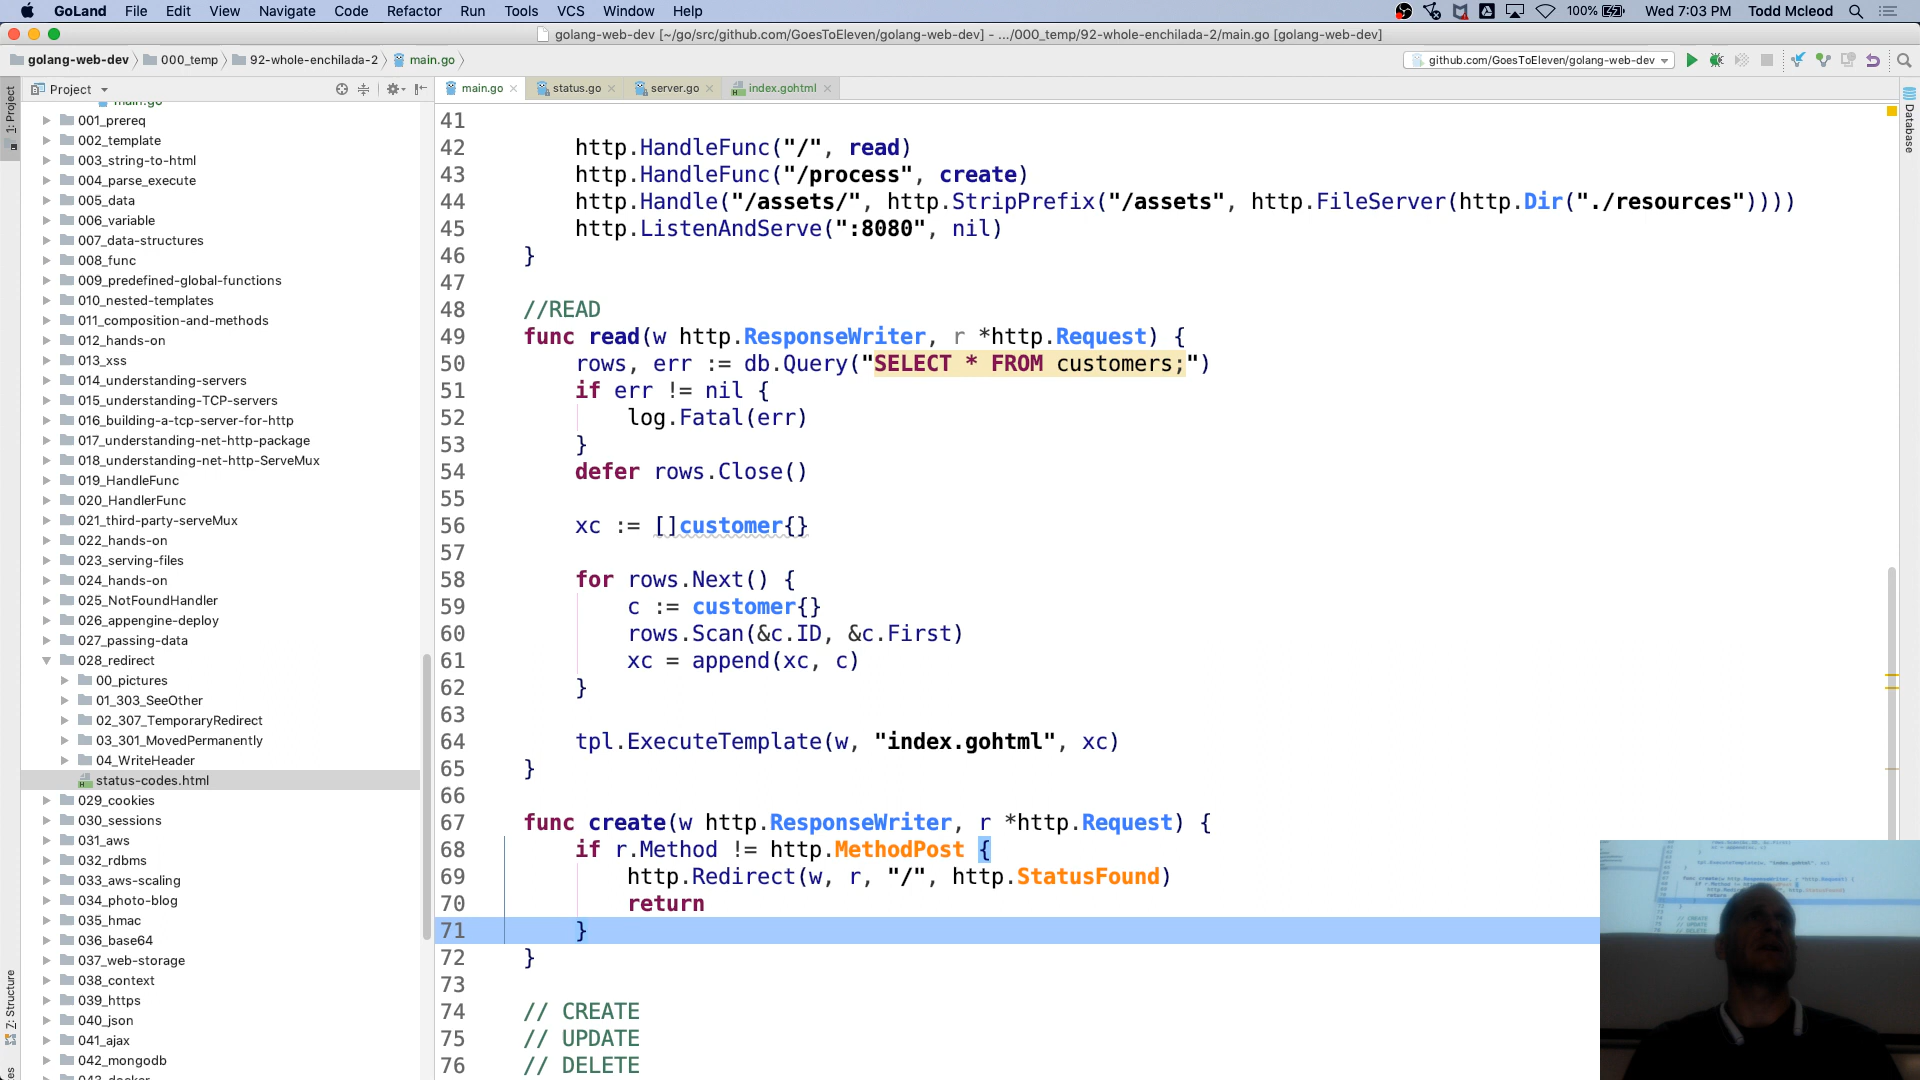 GoLand File Edit View Navigate Code Refactor Run Tools VCS Window Help 100% Wed 7:03 PM Todd Mcleod
golang-web-dev [~/go/src/github.com/GoesToEleven/golang-web-dev] - .../000_temp/92-whole-enchilada-2/main.go [golang-web-dev]
golang-web-dev 000_temp 92-whole-enchilada-2 main.go github.com/GoesToEleven/golang-web-dev
Project main.go status.go server.go index.gohtml
1: Project
Z: Structure
Database
main.go
001_prereq
002_template
003_string-to-html
004_parse_execute
005_data
006_variable
007_data-structures
008_func
009_predefined-global-functions
010_nested-templates
011_composition-and-methods
012_hands-on
013_xss
014_understanding-servers
015_understanding-TCP-servers
016_building-a-tcp-server-for-http
017_understanding-net-http-package
018_understanding-net-http-ServeMux
019_HandleFunc
020_HandlerFunc
021_third-party-serveMux
022_hands-on
023_serving-files
024_hands-on
025_NotFoundHandler
026_appengine-deploy
027_passing-data
028_redirect
00_pictures
01_303_SeeOther
02_307_TemporaryRedirect
03_301_MovedPermanently
04_WriteHeader
status-codes.html
029_cookies
030_sessions
031_aws
032_rdbms
033_aws-scaling
034_photo-blog
035_hmac
036_base64
037_web-storage
038_context
039_https
040_json
041_ajax
042_mongodb
41
42 http.HandleFunc("/", read)
43 http.HandleFunc("/process", create)
44 http.Handle("/assets/", http.StripPrefix("/assets", http.FileServer(http.Dir("./resources"))))
45 http.ListenAndServe(":8080", nil)
46 }
47
48 //READ
49 func read(w http.ResponseWriter, r *http.Request) {
50 rows, err := db.Query("SELECT * FROM customers;")
51 if err != nil {
52 log.Fatal(err)
53 }
54 defer rows.Close()
55
56 xc := []customer{}
57
58 for rows.Next() {
59 c := customer{}
60 rows.Scan(&c.ID, &c.First)
61 xc = append(xc, c)
62 }
63
64 tpl.ExecuteTemplate(w, "index.gohtml", xc)
65 }
66
67 func create(w http.ResponseWriter, r *http.Request) {
68 if r.Method != http.MethodPost {
69 http.Redirect(w, r, "/", http.StatusFound)
70 return
71 }
72 }
73
74 // CREATE
75 // UPDATE
76 // DELETE